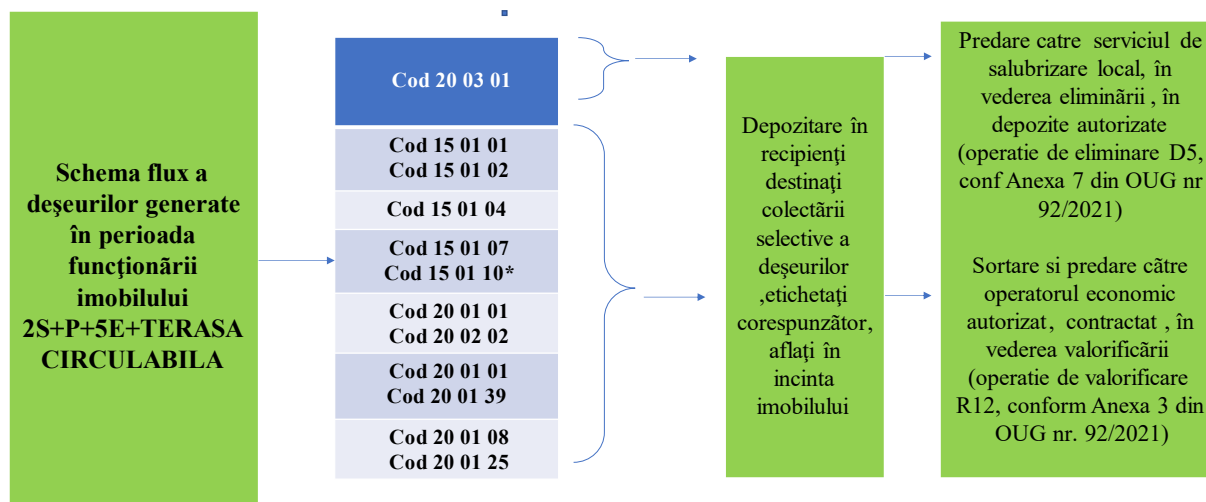 Schema flux a
deşeurilor generate
în perioada
funcţionãrii
imobilului
2S+P+5E+TERASA
CIRCULABILA
Cod 20 03 01
Cod 15 01 01
Cod 15 01 02
Cod 15 01 04
Cod 15 01 07
Cod 15 01 10*
Cod 20 01 01
Cod 20 02 02
Cod 20 01 01
Cod 20 01 39
Cod 20 01 08
Cod 20 01 25
Depozitare în
recipienţi
destinaţi
colectãrii
selective a
deşeurilor
,etichetaţi
corespunzãtor,
aflaţi în
incinta
imobilului
Predare catre serviciul de
salubrizare local, în
vederea eliminãrii , în
depozite autorizate
(operatie de eliminare D5,
conf Anexa 7 din OUG nr
92/2021)
Sortare si predare cãtre
operatorul economic
autorizat, contractat , în
vederea valorificãrii
(operatie de valorificare
R12, conform Anexa 3 din
OUG nr. 92/2021)